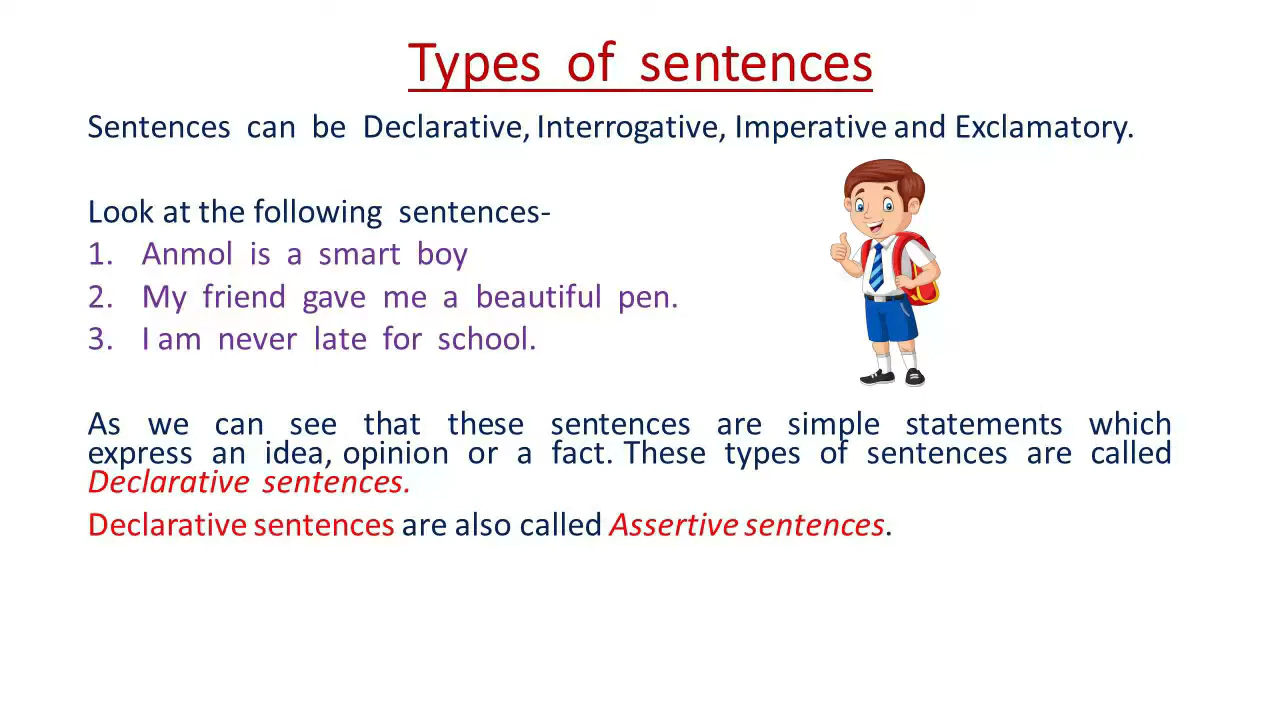 Types of sentences
Sentences can be Declarative, Interrogative, Imperative and Exclamatory.
Look at the following sentences-
1. Anmol is a smart boy
2. My friend gave me a beautiful pen.
3. I am never late for school.
As we can see that these sentences are simple statements which
express an idea, opinion or a fact. These types of sentences are called
Declarative sentences.
Declarative sentences are also called Assertive sentences.